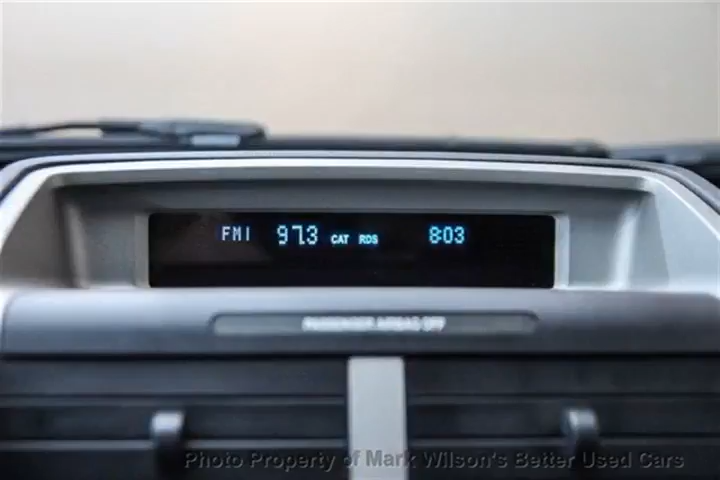 FM1 97.3 CAT RDS 8:03
PASSENGER AIRBAG OFF
Photo Property of Mark Wilson's Better Used Cars